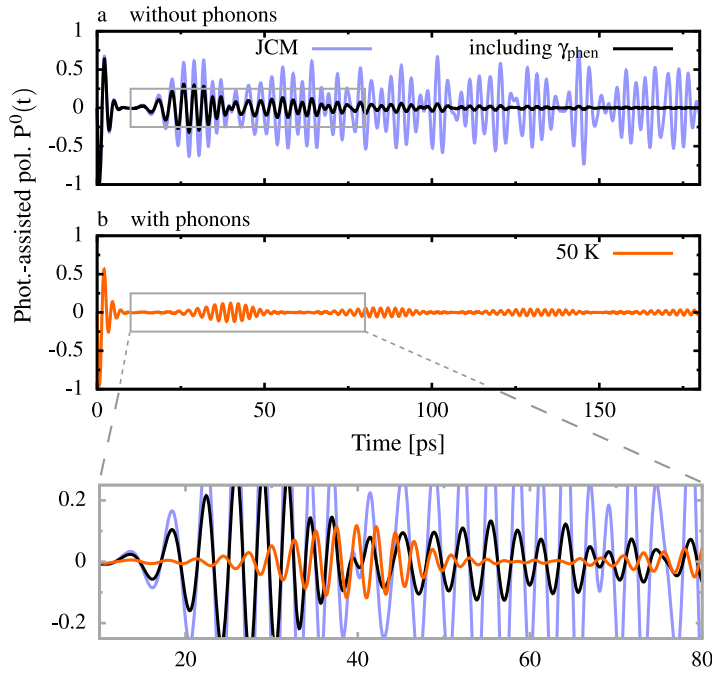 a without phonons
JCM including γphen
1
0.5
0
-0.5
-1
b with phonons
50 K
1
0.5
0
-0.5
-1
0 50 100 150
Phot.-assisted pol. P⁰(t)
Time [ps]
0.2
0
-0.2
20 40 60 80